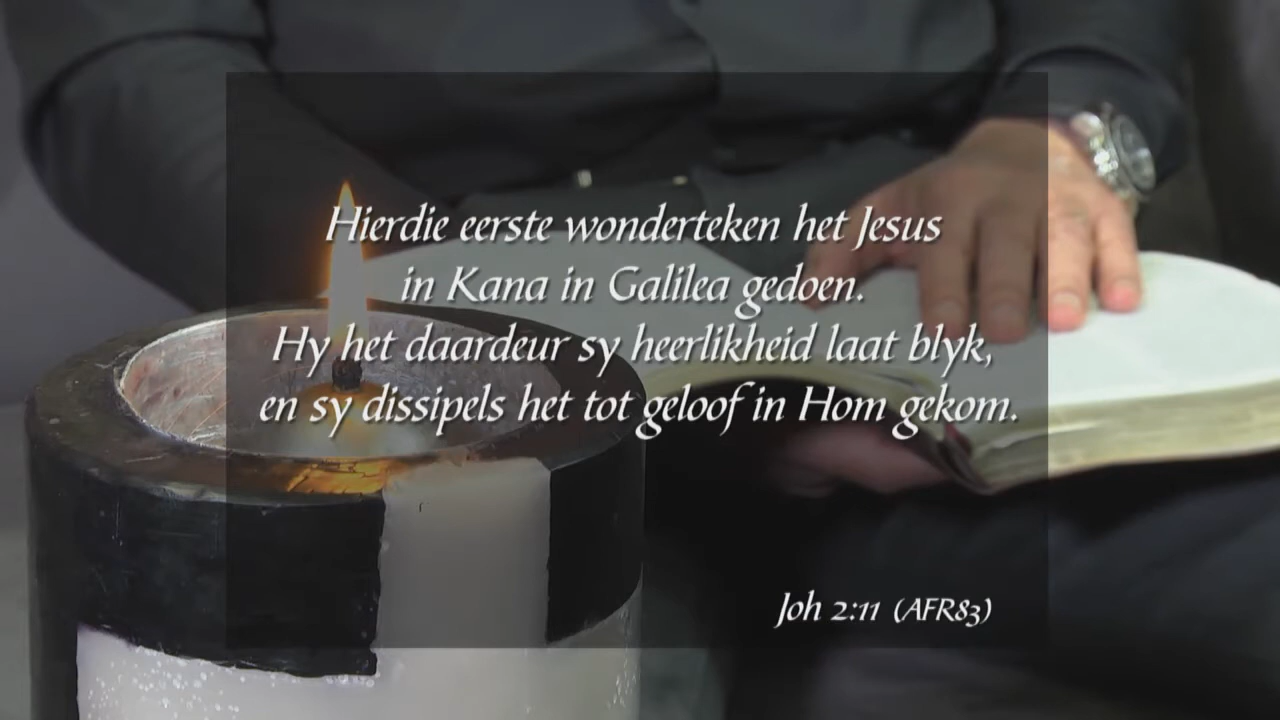 Hierdie eerste wonderteken het Jesus
in Kana in Galilea gedoen.
Hy het daardeur sy heerlikheid laat blyk,
en sy dissipels het tot geloof in Hom gekom.
Joh 2:11 (AFR83)